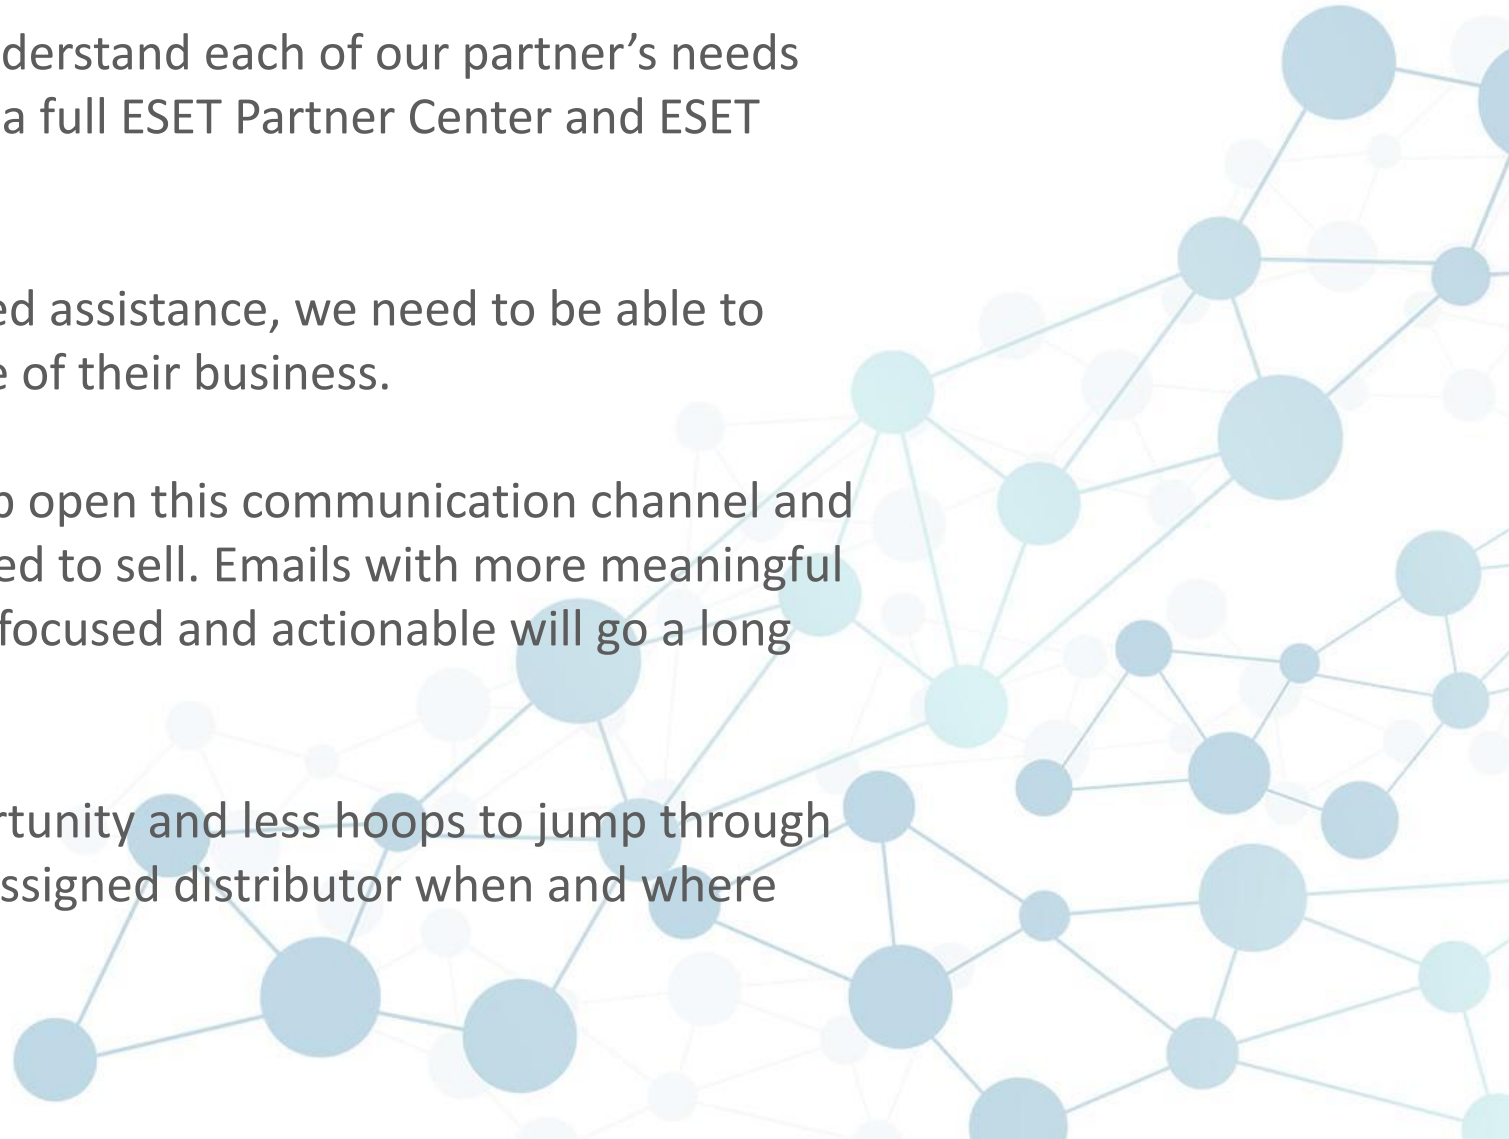 derstand each of our partner’s needs
a full ESET Partner Center and ESET
ed assistance, we need to be able to
e of their business.
open this communication channel and
ed to sell. Emails with more meaningful
focused and actionable will go a long
rtunity and less hoops to jump through
ssigned distributor when and where